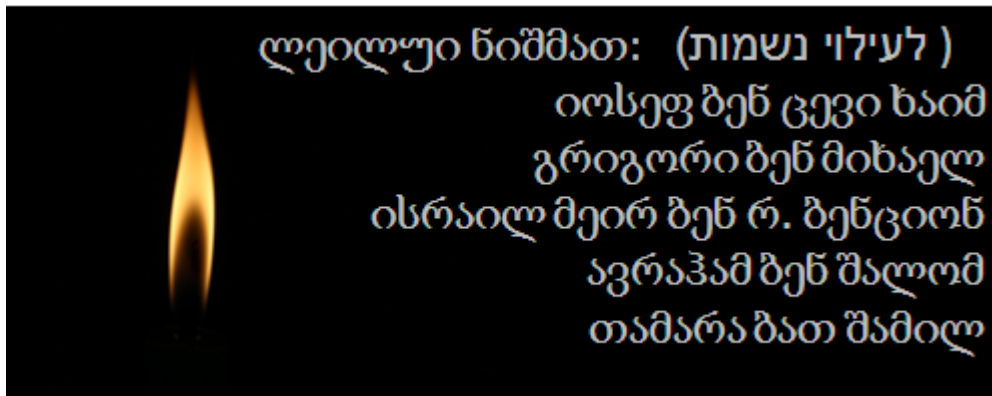 ლეილუი ნიშმათ: (לעילוי נשמות )
იოსეფ ბენ ცევი ხაიმ
გრიგორი ბენ მიხაელ
ისრაილ მეირ ბენ რ. ბენციონ
ავრაჰამ ბენ შალომ
თამარა ბათ შამილ